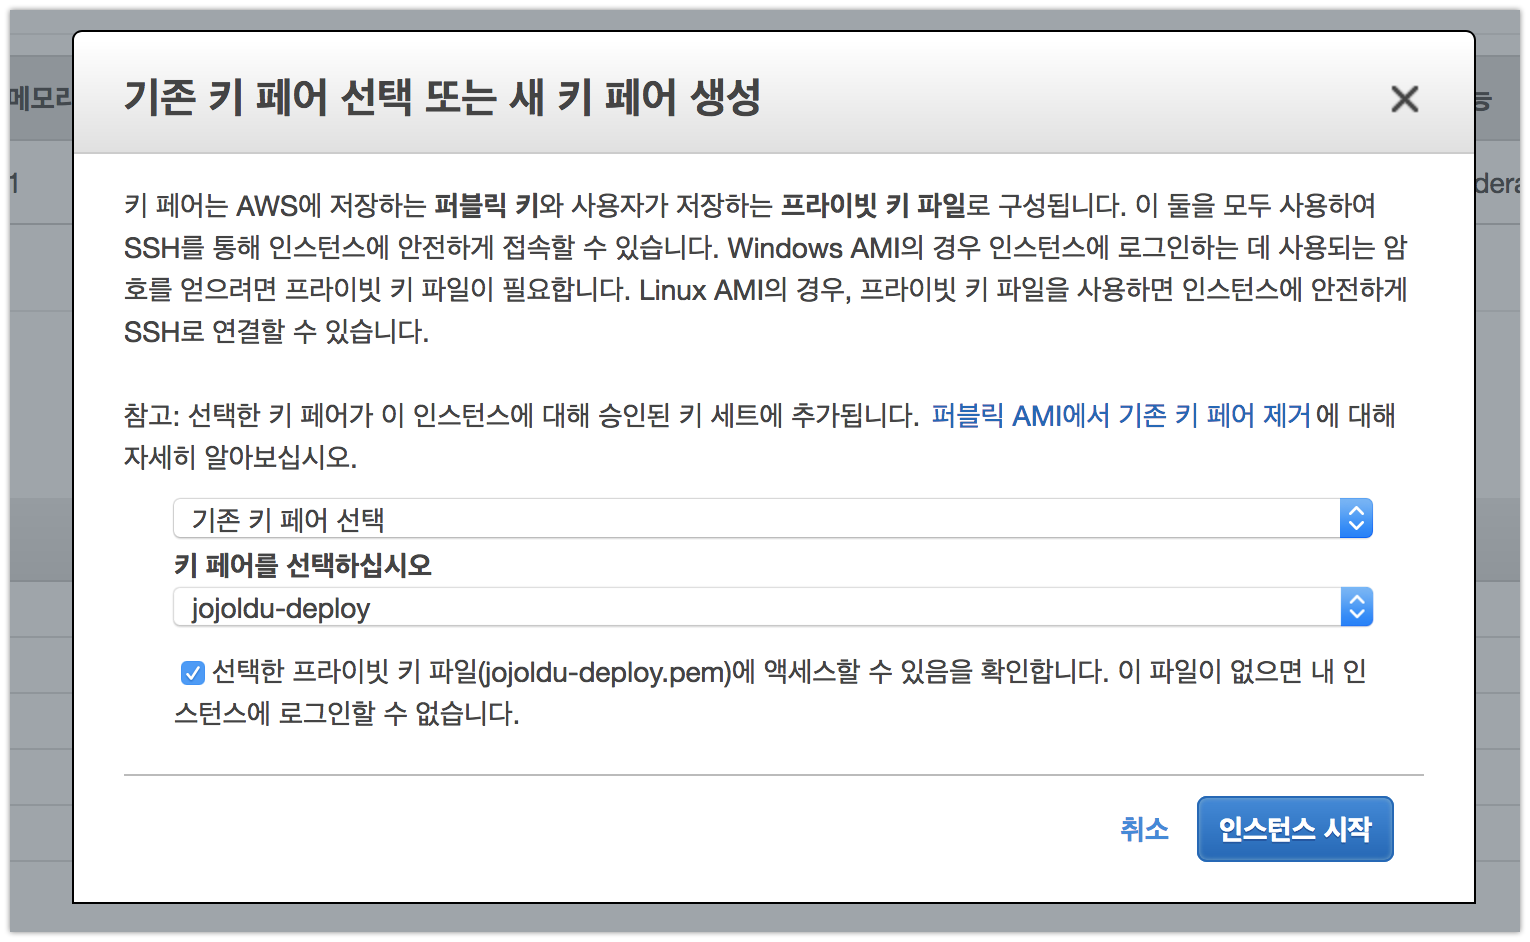 기존 키 페어 선택 또는 새 키 페어 생성
메모리
1
키 페어는 AWS에 저장하는 퍼블릭 키와 사용자가 저장하는 프라이빗 키 파일로 구성됩니다. 이 둘을 모두 사용하여
SSH를 통해 인스턴스에 안전하게 접속할 수 있습니다. Windows AMI의 경우 인스턴스에 로그인하는 데 사용되는 암
호를 얻으려면 프라이빗 키 파일이 필요합니다. Linux AMI의 경우, 프라이빗 키 파일을 사용하면 인스턴스에 안전하게
SSH로 연결할 수 있습니다.
참고: 선택한 키 페어가 이 인스턴스에 대해 승인된 키 세트에 추가됩니다. 퍼블릭 AMI에서 기존 키 페어 제거에 대해
자세히 알아보십시오.
기존 키 페어 선택
키 페어를 선택하십시오
jojoldu-deploy
선택한 프라이빗 키 파일(jojoldu-deploy.pem)에 액세스할 수 있음을 확인합니다. 이 파일이 없으면 내 인
스턴스에 로그인할 수 없습니다.
취소
인스턴스 시작